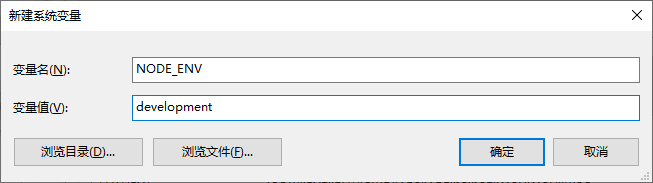 新建系统变量
变量名(N):
NODE_ENV
变量值(V):
development
浏览目录(D)...
浏览文件(F)...
确定
取消